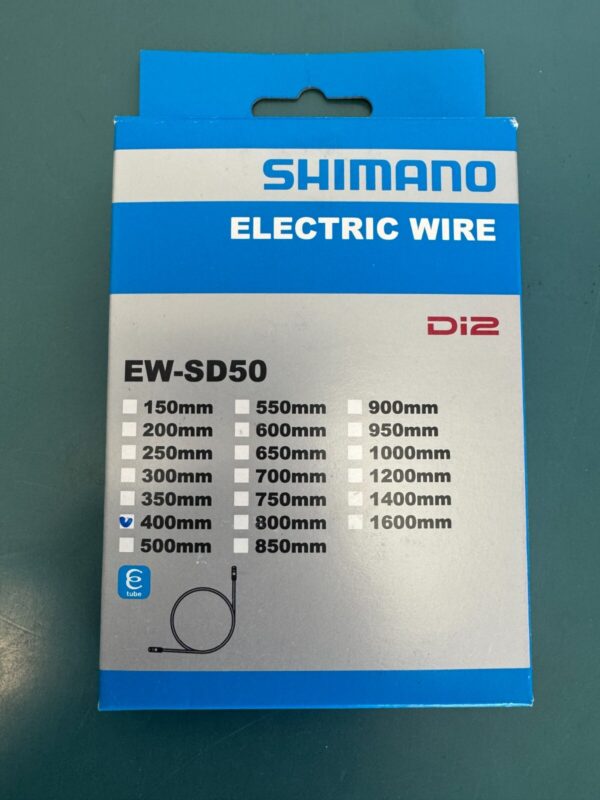 SHIMANO
ELECTRIC WIRE
Di2
EW-SD50
150mm 550mm 900mm
200mm 600mm 950mm
250mm 650mm 1000mm
300mm 700mm 1200mm
350mm 750mm 1400mm
400mm 800mm 1600mm
500mm 850mm
e
tube